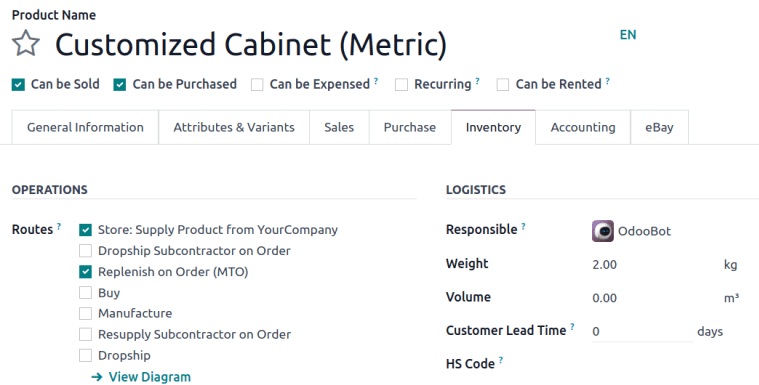 Product Name
Customized Cabinet (Metric)
EN
Can be Sold Can be Purchased Can be Expensed ? Recurring ? Can be Rented ?
General Information Attributes & Variants Sales Purchase Inventory Accounting eBay
OPERATIONS
Routes ?
Store: Supply Product from YourCompany
Dropship Subcontractor on Order
Replenish on Order (MTO)
Buy
Manufacture
Resupply Subcontractor on Order
Dropship
→ View Diagram
LOGISTICS
Responsible ? OdooBot
Weight 2.00 kg
Volume 0.00 m³
Customer Lead Time ? 0 days
HS Code ?